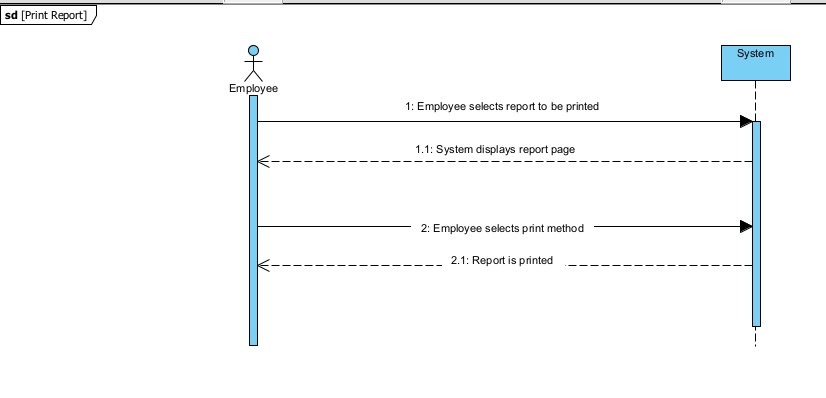 sd [Print Report]
System
Employee
1: Employee selects report to be printed
1.1: System displays report page
2: Employee selects print method
2.1: Report is printed